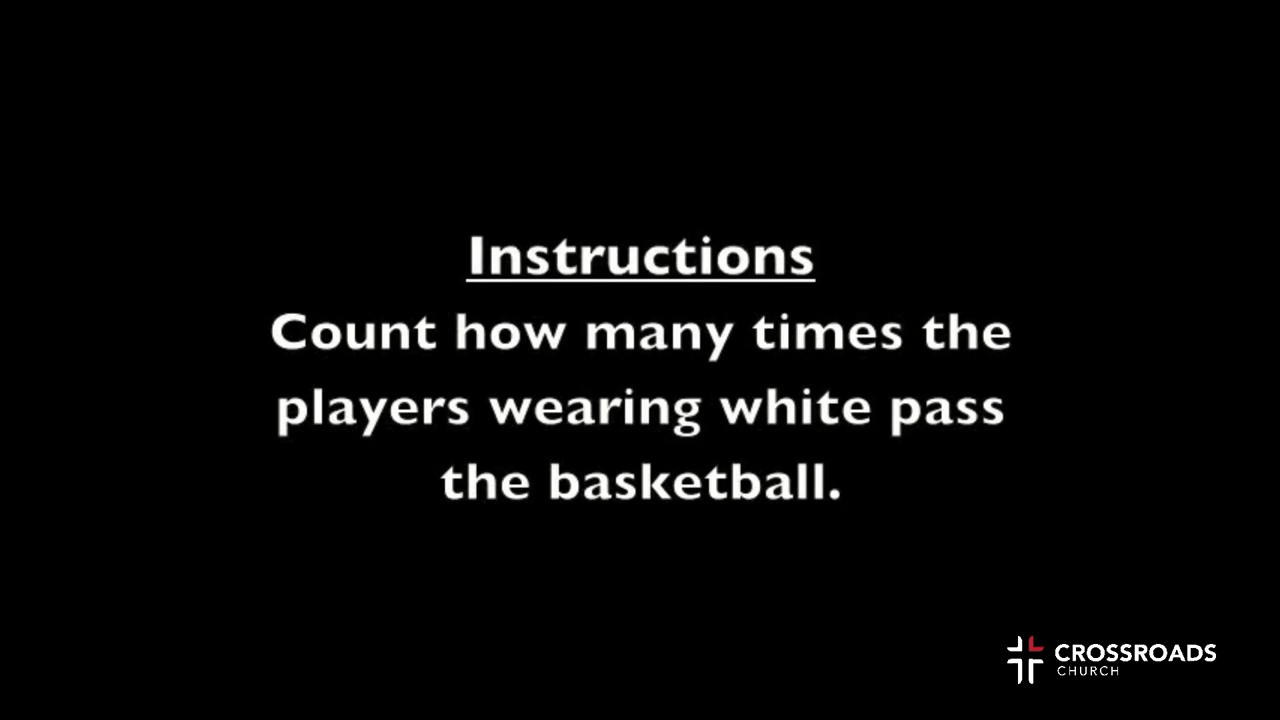 Instructions
Count how many times the
players wearing white pass
the basketball.
CROSSROADS
CHURCH